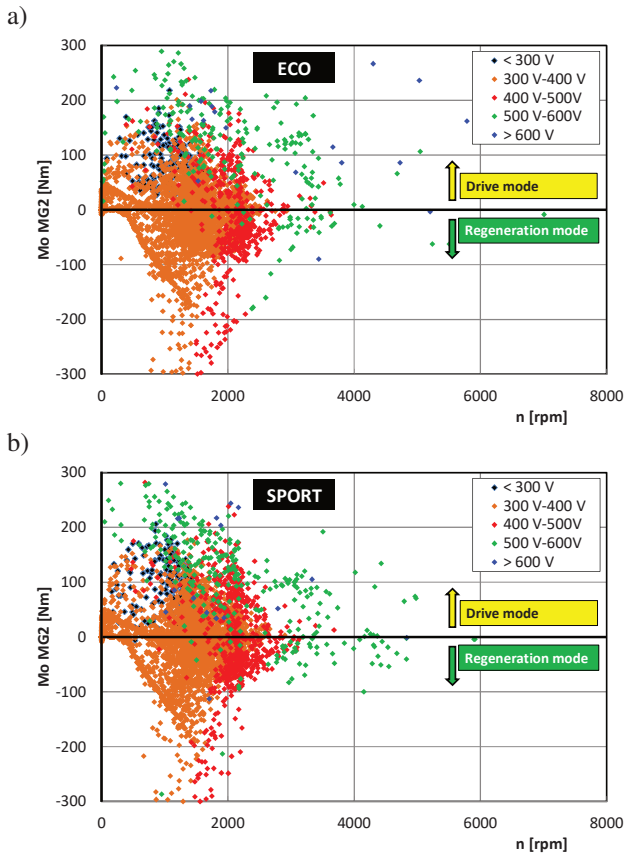 a)
300
200
100
0
-100
-200
-300
Mo MG2 [Nm]
ECO
< 300 V
300 V-400 V
400 V-500V
500 V-600V
> 600 V
Drive mode
Regeneration mode
0
2000
4000
6000
8000
n [rpm]
b)
300
200
100
0
-100
-200
-300
Mo MG2 [Nm]
SPORT
< 300 V
300 V-400 V
400 V-500V
500 V-600V
> 600 V
Drive mode
Regeneration mode
0
2000
4000
6000
8000
n [rpm]